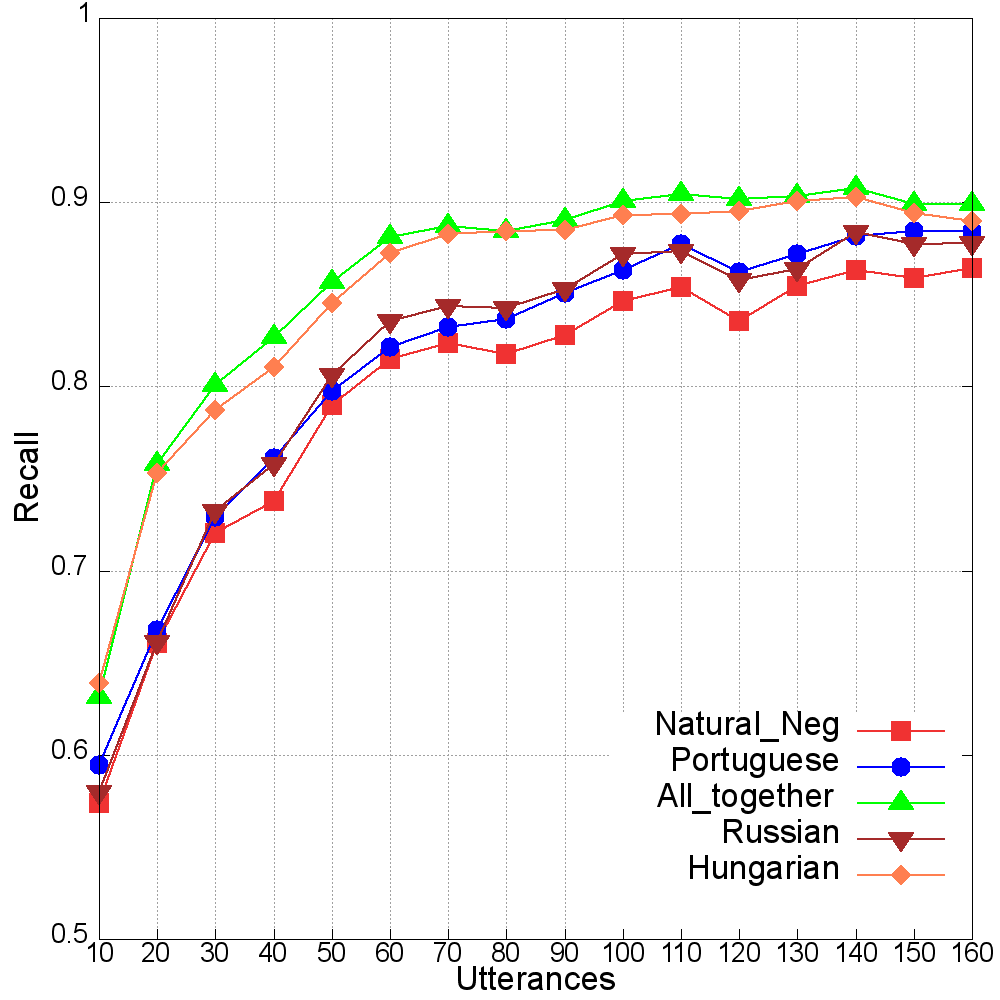 1
0.9
0.8
0.7
0.6
0.5
Recall
Natural_Neg
Portuguese
All_together
Russian
Hungarian
10 20 30 40 50 60 70 80 90 100 110 120 130 140 150 160
Utterances